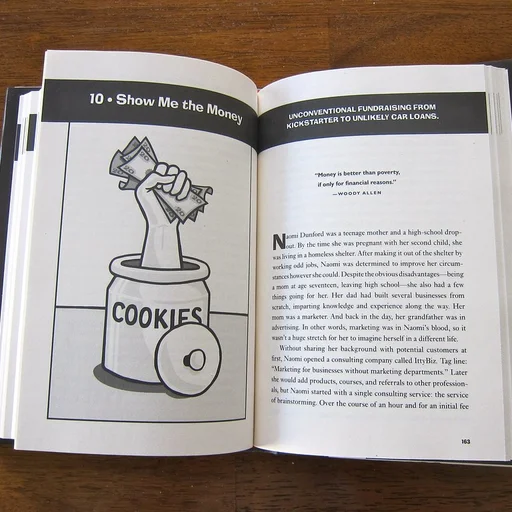 10 • Show Me the Money
COOKIES
UNCONVENTIONAL FUNDRAISING FROM
KICKSTARTER TO UNLIKELY CAR LOANS.
"Money is better than poverty,
if only for financial reasons."
—WOODY ALLEN
Naomi Dunford was a teenage mother and a high-school drop-
out. By the time she was pregnant with her second child, she
was living in a homeless shelter. After making it out of the shelter by
working odd jobs, Naomi was determined to improve her circum-
stances however she could. Despite the obvious disadvantages—being
a mom at age seventeen, leaving high school—she also had a few
things going for her. Her dad had built several businesses from
scratch, imparting knowledge and experience along the way. Her
mom was a marketer. And back in the day, her grandfather was in
advertising. In other words, marketing was in Naomi's blood, so it
wasn't a huge stretch for her to imagine herself in a different life.
Without sharing her background with potential customers at
first, Naomi opened a consulting company called IttyBiz. Tag line:
"Marketing for businesses without marketing departments." Later
she would add products, courses, and referrals to other profession-
als, but Naomi started with a single consulting service: the service
of brainstorming. Over the course of an hour and for an initial fee
163